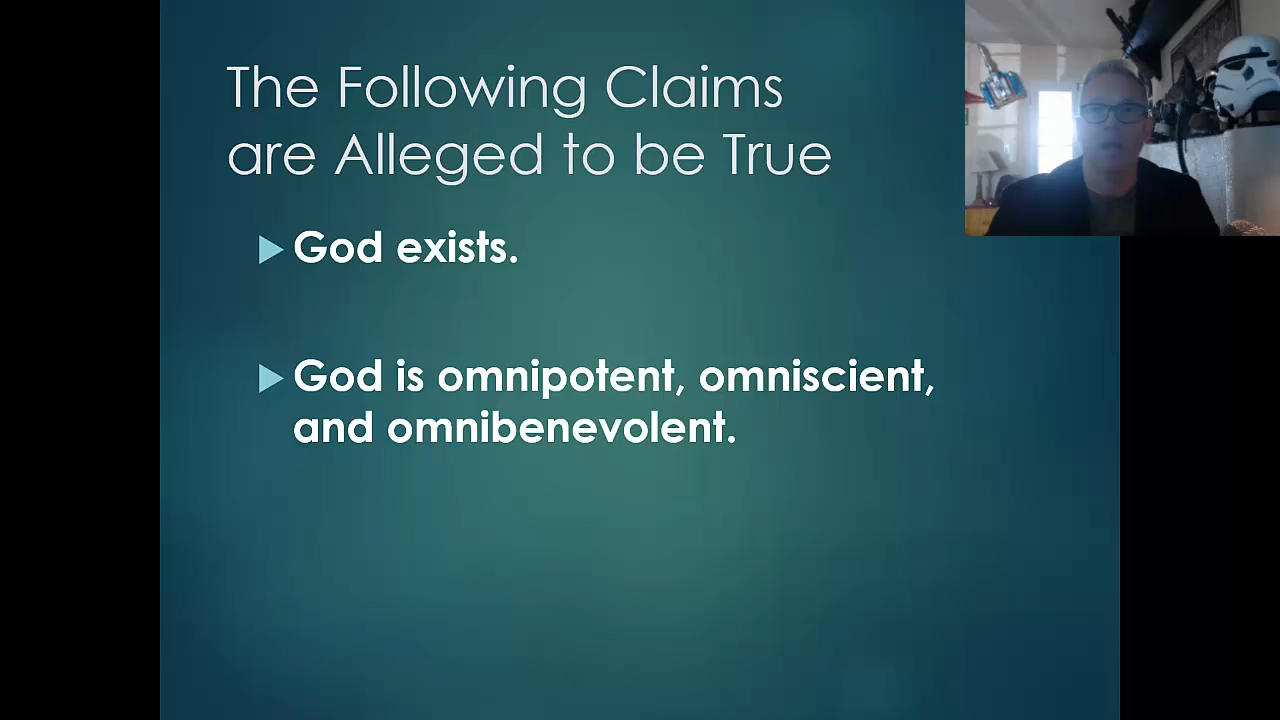 The Following Claims
are Alleged to be True
God exists.
God is omnipotent, omniscient,
and omnibenevolent.